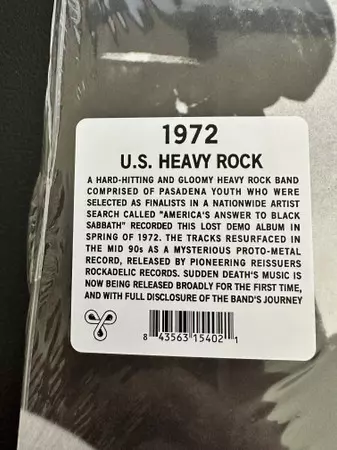 1972
U.S. HEAVY ROCK
A HARD-HITTING AND GLOOMY HEAVY ROCK BAND
COMPRISED OF PASADENA YOUTH WHO WERE
SELECTED AS FINALISTS IN A NATIONWIDE ARTIST
SEARCH CALLED "AMERICA'S ANSWER TO BLACK
SABBATH" RECORDED THIS LOST DEMO ALBUM IN
SPRING OF 1972. THE TRACKS RESURFACED IN
THE MID 90s AS A MYSTERIOUS PROTO-METAL
RECORD, RELEASED BY PIONEERING REISSUERS
ROCKADELIC RECORDS. SUDDEN DEATH'S MUSIC IS
NOW BEING RELEASED BROADLY FOR THE FIRST TIME,
AND WITH FULL DISCLOSURE OF THE BAND'S JOURNEY
8 43563 15402 1